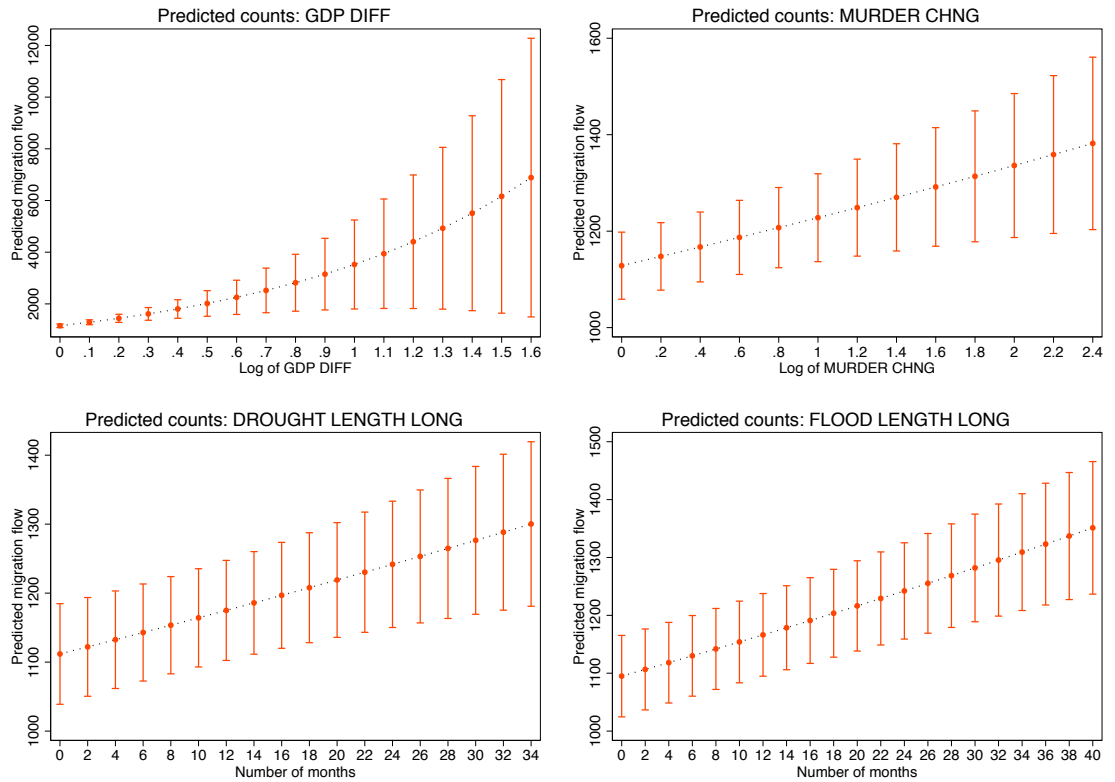 Predicted counts: GDP DIFF
Predicted migration flow
12000
10000
8000
6000
4000
2000
0 .1 .2 .3 .4 .5 .6 .7 .8 .9 1 1.1 1.2 1.3 1.4 1.5 1.6
Log of GDP DIFF
Predicted counts: MURDER CHNG
Predicted migration flow
1600
1400
1200
1000
0 .2 .4 .6 .8 1 1.2 1.4 1.6 1.8 2 2.2 2.4
Log of MURDER CHNG
Predicted counts: DROUGHT LENGTH LONG
Predicted migration flow
1400
1300
1200
1100
1000
0 2 4 6 8 10 12 14 16 18 20 22 24 26 28 30 32 34
Number of months
Predicted counts: FLOOD LENGTH LONG
Predicted migration flow
1500
1400
1300
1200
1100
1000
0 2 4 6 8 10 12 14 16 18 20 22 24 26 28 30 32 34 36 38 40
Number of months